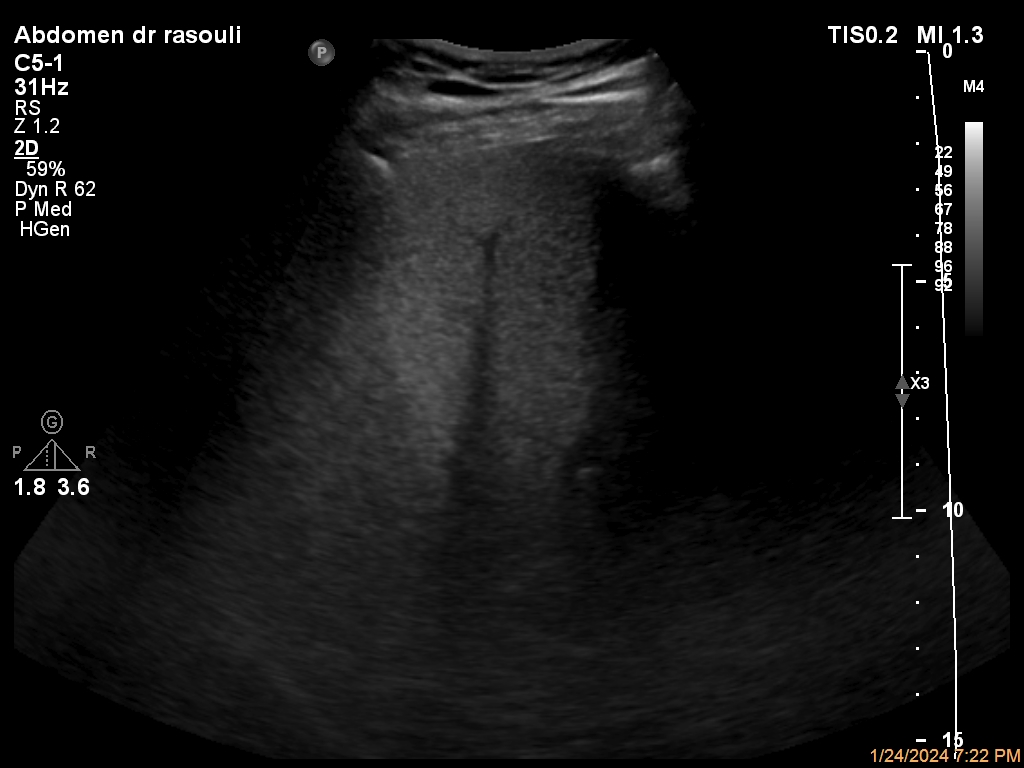 Abdomen dr rasouli
TIS0.2 MI 1.3
C5-1
31Hz
RS
Z 1.2
2D
59%
Dyn R 62
P Med
HGen
P
0
M4
22
49
56
67
78
88
96
5
92
X3
G
P R
1.8 3.6
10
15
1/24/2024 7:22 PM